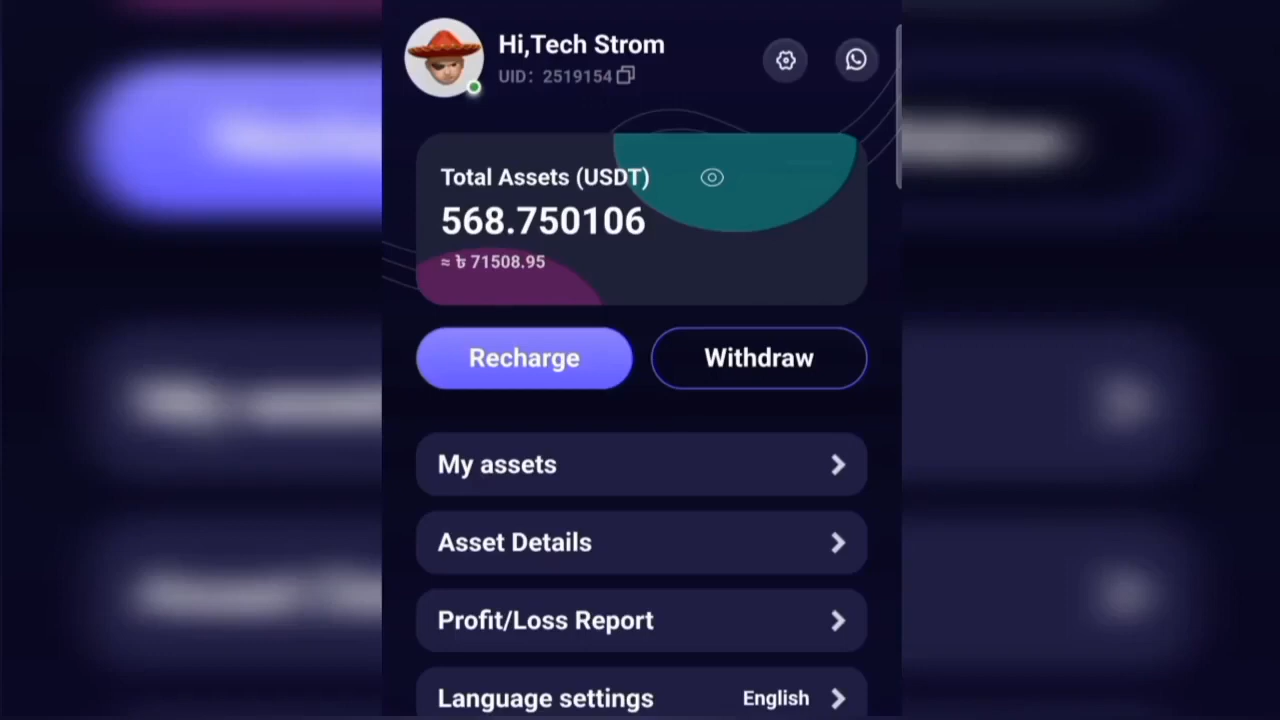 Hi,Tech Strom
UID: 2519154
Total Assets (USDT)
568.750106
≈ ৳ 71508.95
Recharge
Withdraw
My assets
Asset Details
Profit/Loss Report
Language settings
English